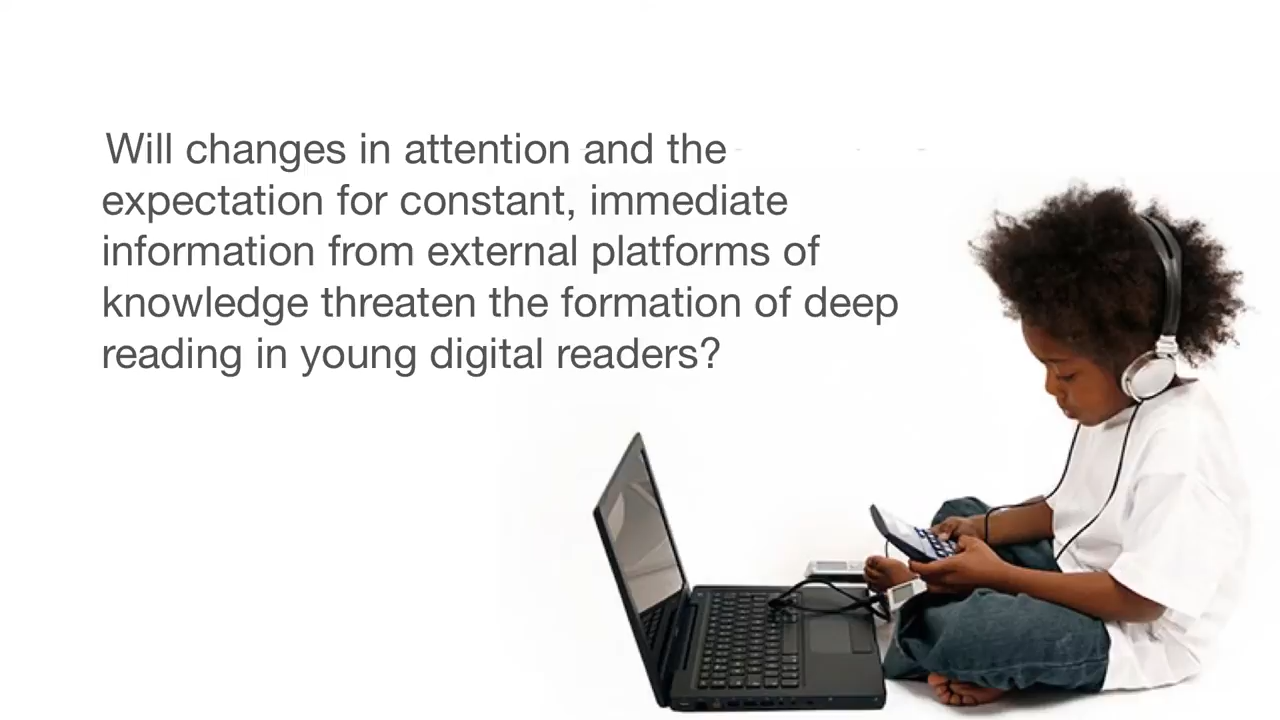 Will changes in attention and the
expectation for constant, immediate
information from external platforms of
knowledge threaten the formation of deep
reading in young digital readers?